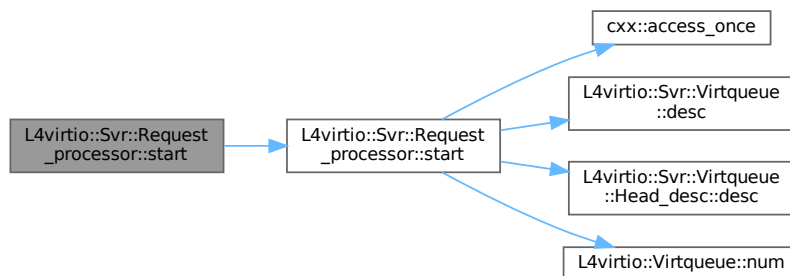 L4virtio::Svr::Request
_processor::start
L4virtio::Svr::Request
_processor::start
cxx::access_once
L4virtio::Svr::Virtqueue
::desc
L4virtio::Svr::Virtqueue
::Head_desc::desc
L4virtio::Virtqueue::num